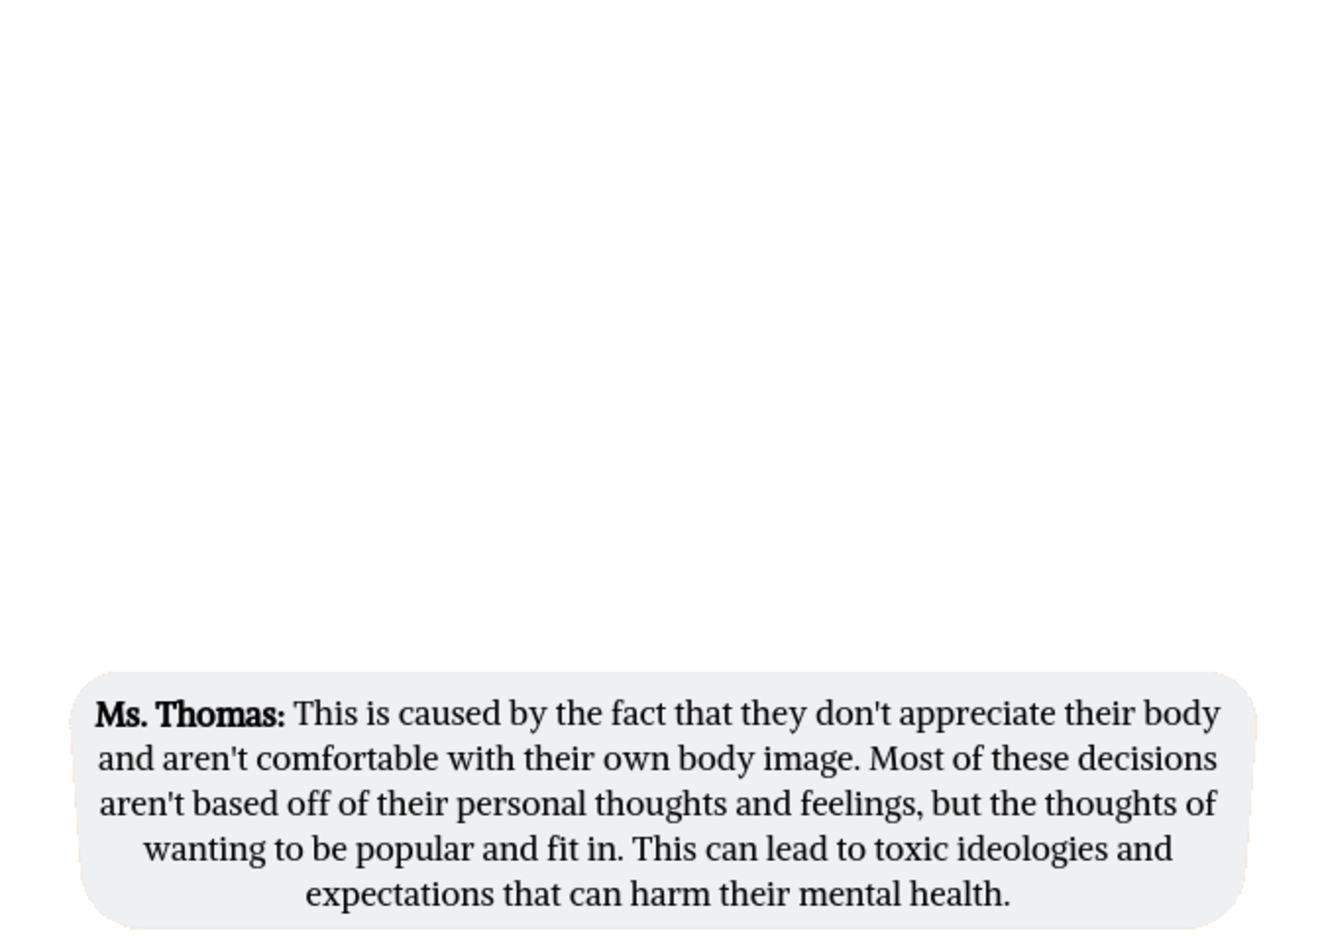 Ms. Thomas: This is caused by the fact that they don't appreciate their body
and aren't comfortable with their own body image. Most of these decisions
aren't based off of their personal thoughts and feelings, but the thoughts of
wanting to be popular and fit in. This can lead to toxic ideologies and
expectations that can harm their mental health.